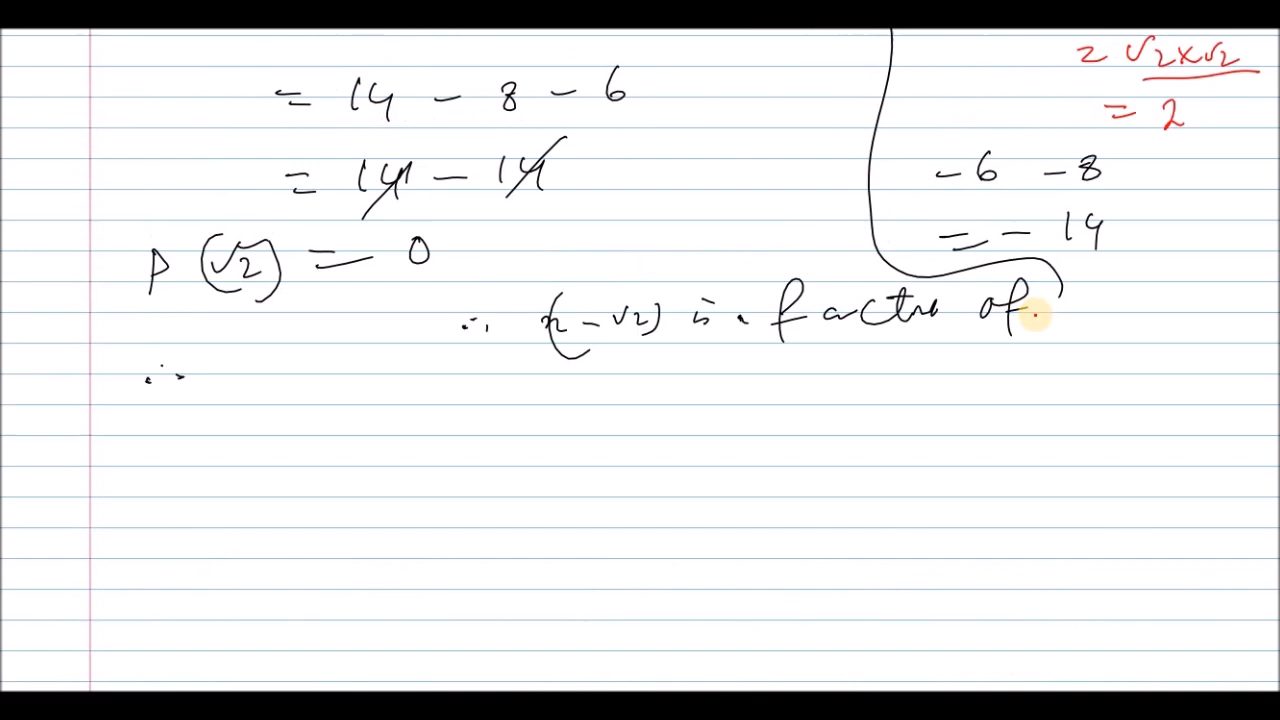 = 14 - 8 - 6
= 14 - 14
P(√2) = 0
∴ (x - √2) is a factor of
∴
= √2×√2
= 2
-6 -8
= -14